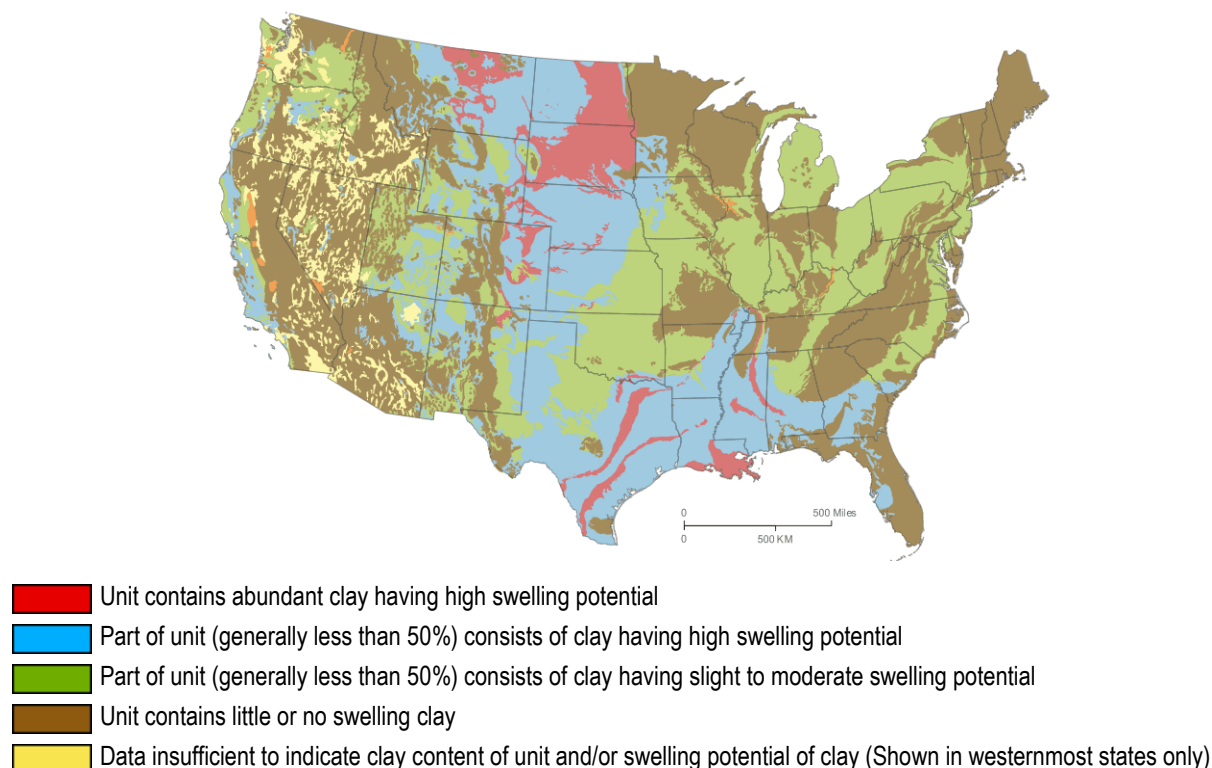 0 500 Miles
0 500 KM
Unit contains abundant clay having high swelling potential
Part of unit (generally less than 50%) consists of clay having high swelling potential
Part of unit (generally less than 50%) consists of clay having slight to moderate swelling potential
Unit contains little or no swelling clay
Data insufficient to indicate clay content of unit and/or swelling potential of clay (Shown in westernmost states only)